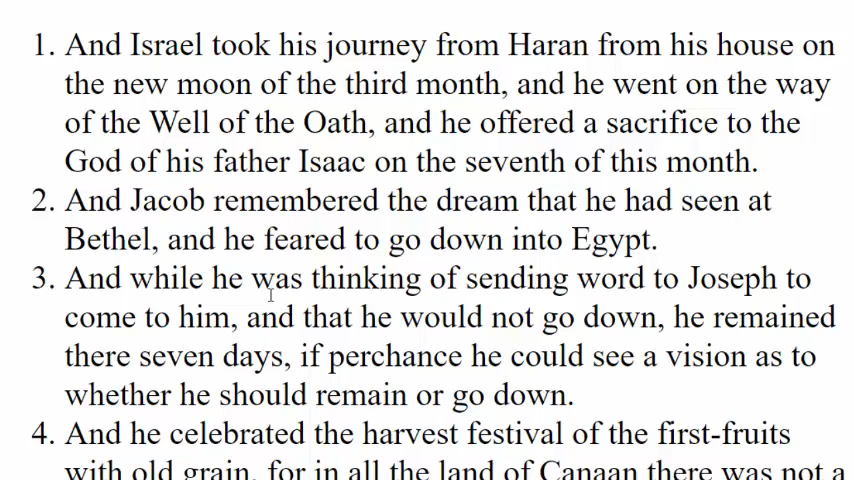 1. And Israel took his journey from Haran from his house on
the new moon of the third month, and he went on the way
of the Well of the Oath, and he offered a sacrifice to the
God of his father Isaac on the seventh of this month.
2. And Jacob remembered the dream that he had seen at
Bethel, and he feared to go down into Egypt.
3. And while he was thinking of sending word to Joseph to
come to him, and that he would not go down, he remained
there seven days, if perchance he could see a vision as to
whether he should remain or go down.
4. And he celebrated the harvest festival of the first-fruits
with old grain, for in all the land of Canaan there was not a